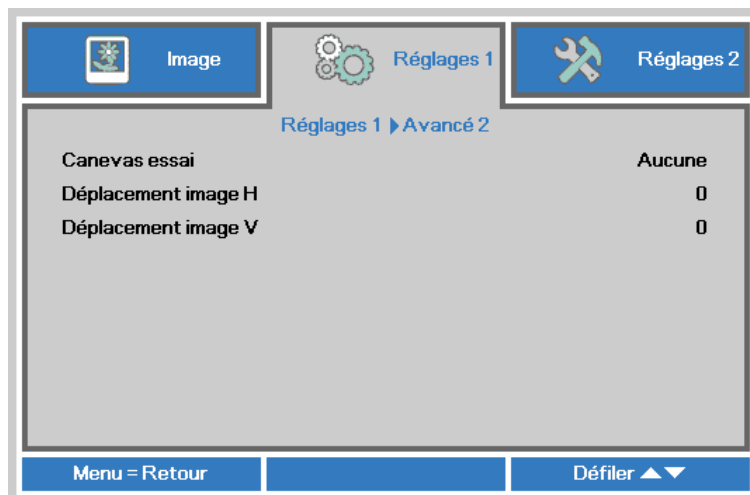 Image
Réglages 1
Réglages 2
Réglages 1 ▶ Avancé 2
Canevas essai Aucune
Déplacement image H 0
Déplacement image V 0
Menu = Retour
Défiler ▲▼